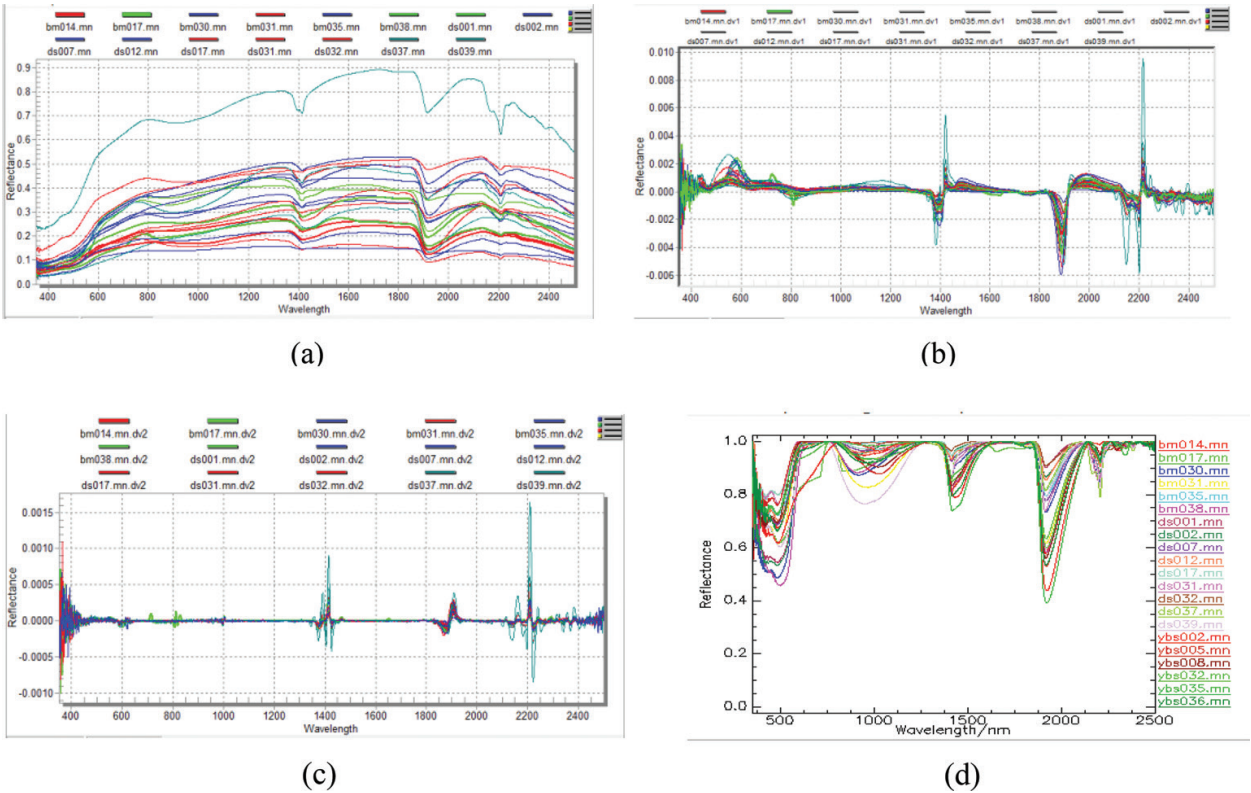 bm014.mn bm017.mn bm030.mn bm031.mn bm035.mn bm038.mn ds001.mn ds002.mn
ds007.mn ds012.mn ds017.mn ds031.mn ds032.mn ds037.mn ds039.mn
0.9
0.8
0.7
0.6
0.5
0.4
0.3
0.2
0.1
0.0
Reflectance
400 600 800 1000 1200 1400 1600 1800 2000 2200 2400
Wavelength
(a)
bm014.mn.dv1 bm017.mn.dv1 bm030.mn.dv1 bm031.mn.dv1 bm035.mn.dv1 bm038.mn.dv1 ds001.mn.dv1 ds002.mn.dv1
ds007.mn.dv1 ds012.mn.dv1 ds017.mn.dv1 ds031.mn.dv1 ds032.mn.dv1 ds037.mn.dv1 ds039.mn.dv1
0.010
0.008
0.006
0.004
0.002
0.000
-0.002
-0.004
-0.006
Reflectance
400 600 800 1000 1200 1400 1600 1800 2000 2200 2400
Wavelength
(b)
bm014.mn.dv2 bm017.mn.dv2 bm030.mn.dv2 bm031.mn.dv2 bm035.mn.dv2
bm038.mn.dv2 ds001.mn.dv2 ds002.mn.dv2 ds007.mn.dv2 ds012.mn.dv2
ds017.mn.dv2 ds031.mn.dv2 ds032.mn.dv2 ds037.mn.dv2 ds039.mn.dv2
0.0015
0.0010
0.0005
0.0000
-0.0005
-0.0010
Reflectance
400 600 800 1000 1200 1400 1600 1800 2000 2200 2400
Wavelength
(c)
1.0
0.8
0.6
0.4
0.2
0.0
Reflectance
500 1000 1500 2000 2500
Wavelength/nm
bm014.mn
bm017.mn
bm030.mn
bm031.mn
bm035.mn
bm038.mn
ds001.mn
ds002.mn
ds007.mn
ds012.mn
ds017.mn
ds031.mn
ds032.mn
ds037.mn
ds039.mn
ybs002.mn
ybs005.mn
ybs008.mn
ybs032.mn
ybs035.mn
ybs036.mn
(d)